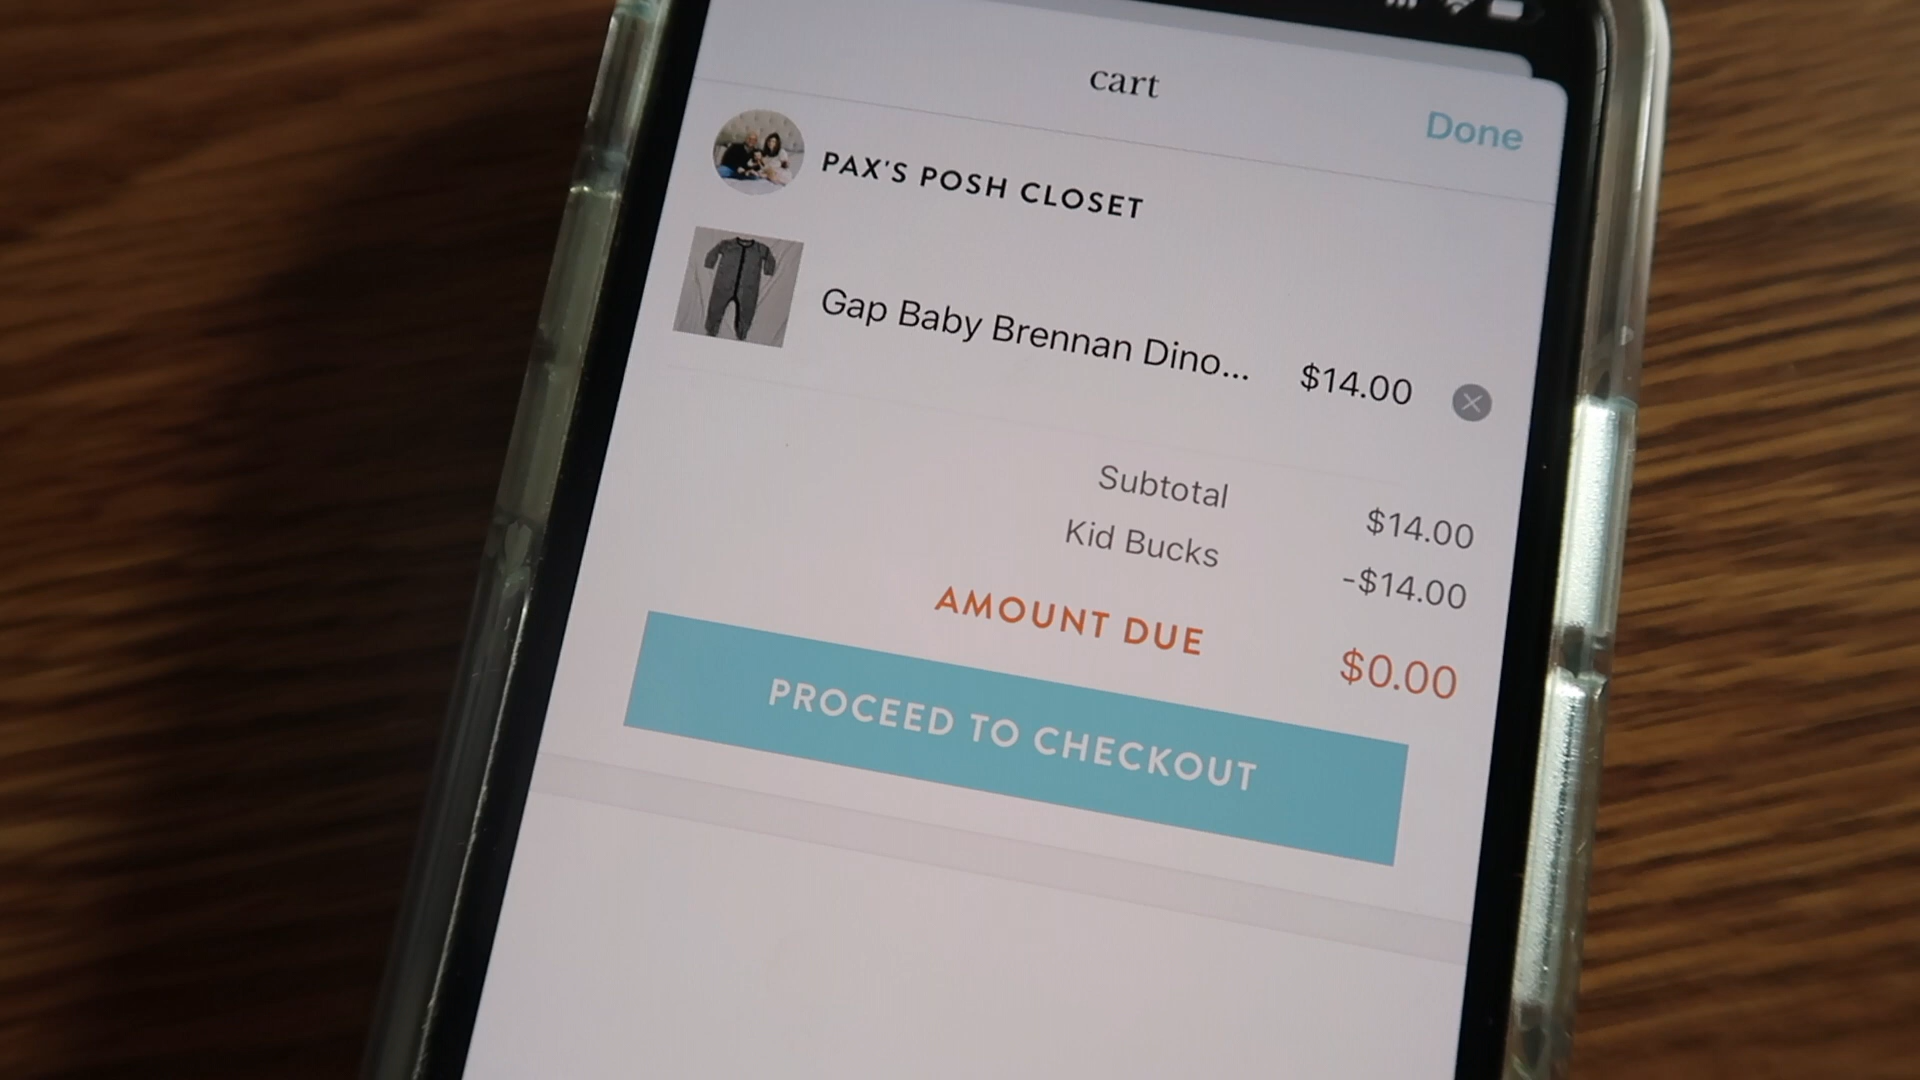 cart
Done
PAX'S POSH CLOSET
Gap Baby Brennan Dino... $14.00
Subtotal $14.00
Kid Bucks -$14.00
AMOUNT DUE $0.00
PROCEED TO CHECKOUT